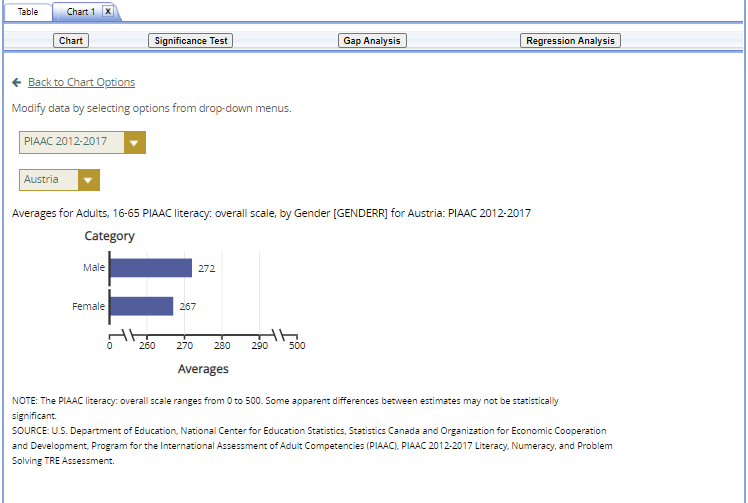 Table
Chart 1 X
Chart
Significance Test
Gap Analysis
Regression Analysis
Back to Chart Options
Modify data by selecting options from drop-down menus.
PIAAC 2012-2017
Austria
Averages for Adults, 16-65 PIAAC literacy: overall scale, by Gender [GENDERR] for Austria: PIAAC 2012-2017
Category
Male 272
Female 267
0 260 270 280 290 500
Averages
NOTE: The PIAAC literacy: overall scale ranges from 0 to 500. Some apparent differences between estimates may not be statistically
significant.
SOURCE: U.S. Department of Education, National Center for Education Statistics, Statistics Canada and Organization for Economic Cooperation
and Development, Program for the International Assessment of Adult Competencies (PIAAC), PIAAC 2012-2017 Literacy, Numeracy, and Problem
Solving TRE Assessment.